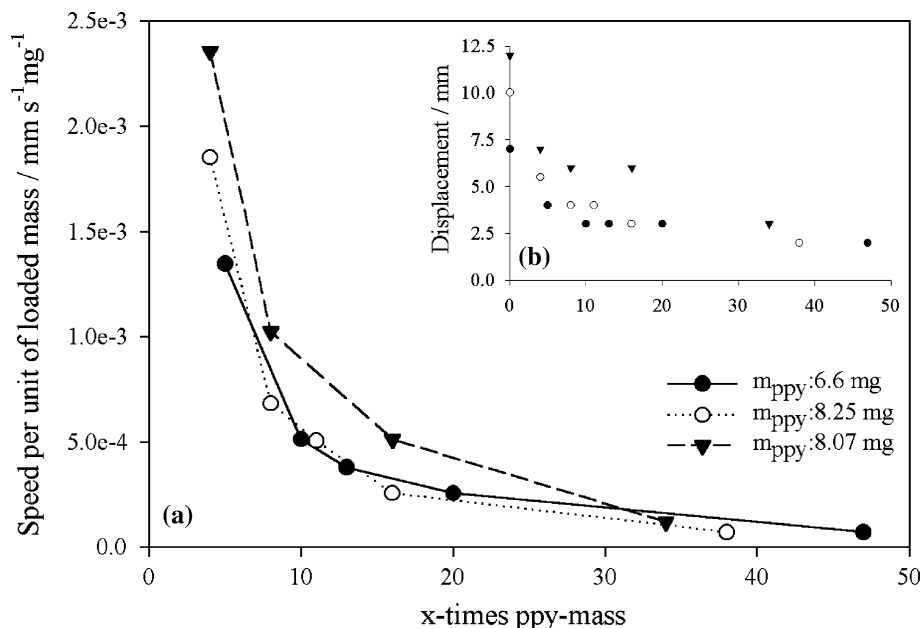 2.5e-3
2.0e-3
1.5e-3
1.0e-3
5.0e-4
0.0
Speed per unit of loaded mass / mm s⁻¹mg⁻¹
0 10 20 30 40 50
x-times ppy-mass
(a)
12.5
10.0
7.5
5.0
2.5
0.0
Displacement / mm
(b)
0 10 20 30 40 50
mppy:6.6 mg
mppy:8.25 mg
mppy:8.07 mg